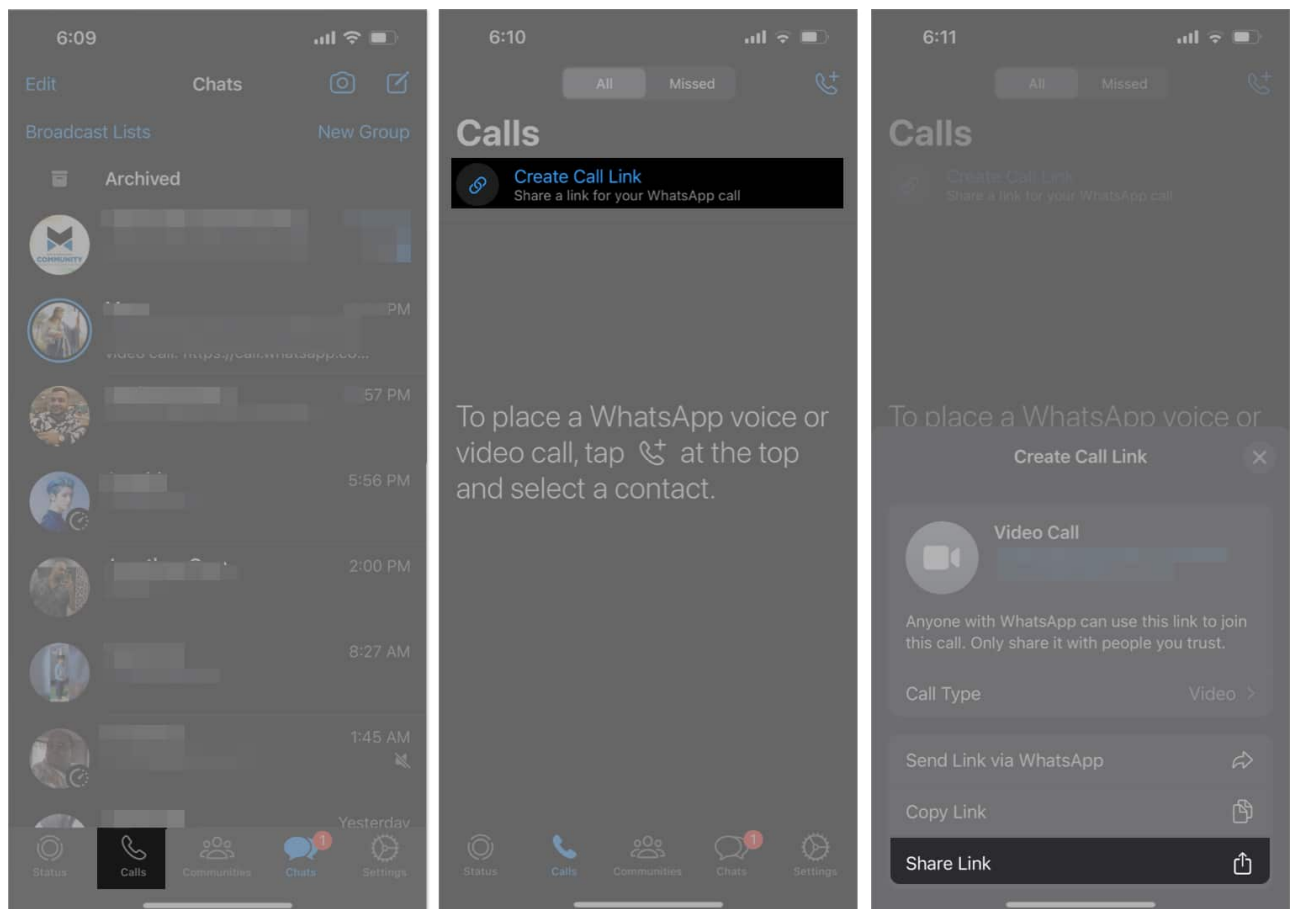 6:09
Edit
Chats
Broadcast Lists
New Group
Archived
COMMUNITY
PM
video call: https://call.whatsapp.co...
57 PM
5:56 PM
2:00 PM
8:27 AM
1:45 AM
Yesterday
1
Status
Calls
Communities
Chats
Settings
6:10
All
Missed
Calls
Create Call Link
Share a link for your WhatsApp call
To place a WhatsApp voice or
video call, tap at the top
and select a contact.
1
Status
Calls
Communities
Chats
Settings
6:11
All
Missed
Calls
Create Call Link
Share a link for your WhatsApp call
To place a WhatsApp voice or
Create Call Link
Video Call
Anyone with WhatsApp can use this link to join
this call. Only share it with people you trust.
Call Type
Video >
Send Link via WhatsApp
Copy Link
Share Link